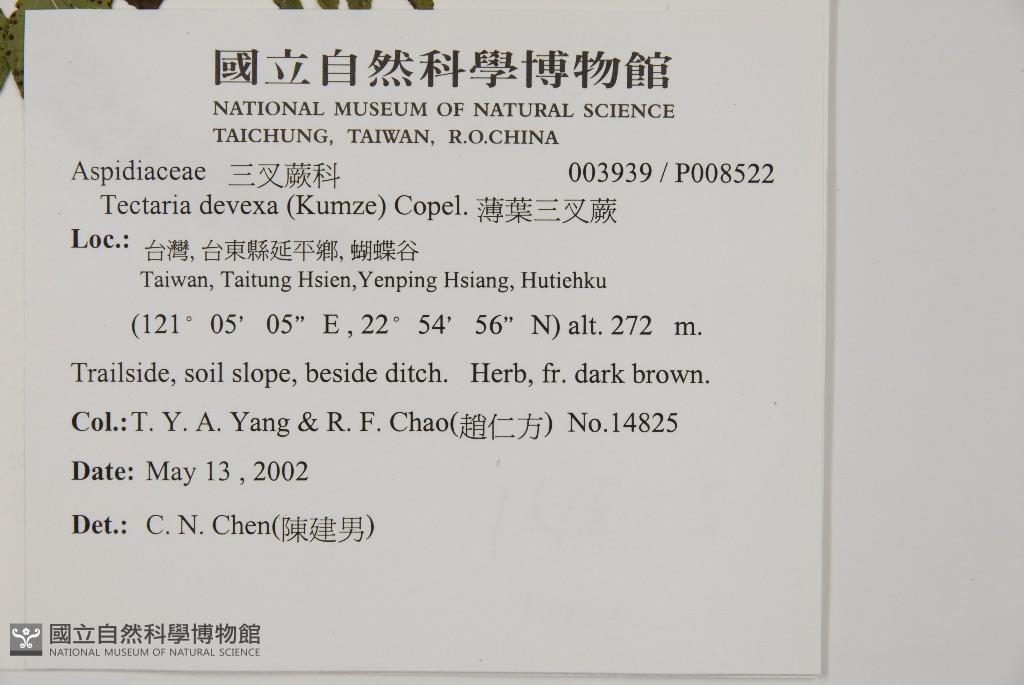 國立自然科學博物館
NATIONAL MUSEUM OF NATURAL SCIENCE
TAICHUNG, TAIWAN, R.O.CHINA
Aspidiaceae 三叉蕨科 003939 / P008522
Tectaria devexa (Kumze) Copel. 薄葉三叉蕨
Loc.: 台灣, 台東縣延平鄉, 蝴蝶谷
Taiwan, Taitung Hsien,Yenping Hsiang, Hutiehku
(121° 05’ 05” E , 22° 54’ 56” N) alt. 272 m.
Trailside, soil slope, beside ditch. Herb, fr. dark brown.
Col.: T. Y. A. Yang & R. F. Chao(趙仁方) No.14825
Date: May 13 , 2002
Det.: C. N. Chen(陳建男)
國立自然科學博物館
NATIONAL MUSEUM OF NATURAL SCIENCE